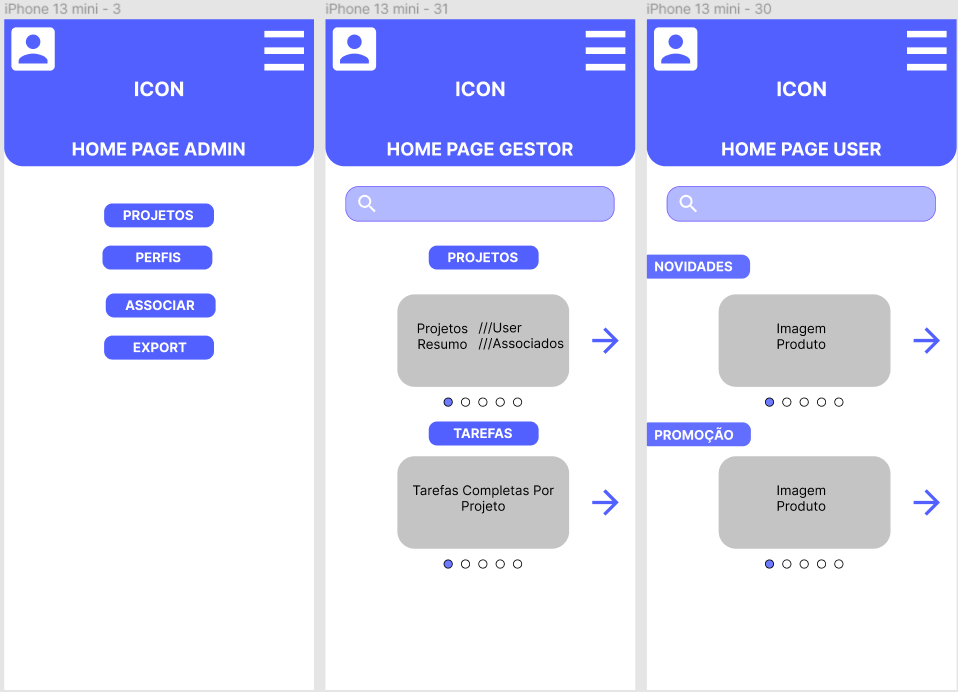 iPhone 13 mini - 3
ICON
HOME PAGE ADMIN
PROJETOS
PERFIS
ASSOCIAR
EXPORT
iPhone 13 mini - 31
ICON
HOME PAGE GESTOR
PROJETOS
Projetos ///User
Resumo ///Associados
TAREFAS
Tarefas Completas Por
Projeto
iPhone 13 mini - 30
ICON
HOME PAGE USER
NOVIDADES
Imagem
Produto
PROMOÇÃO
Imagem
Produto